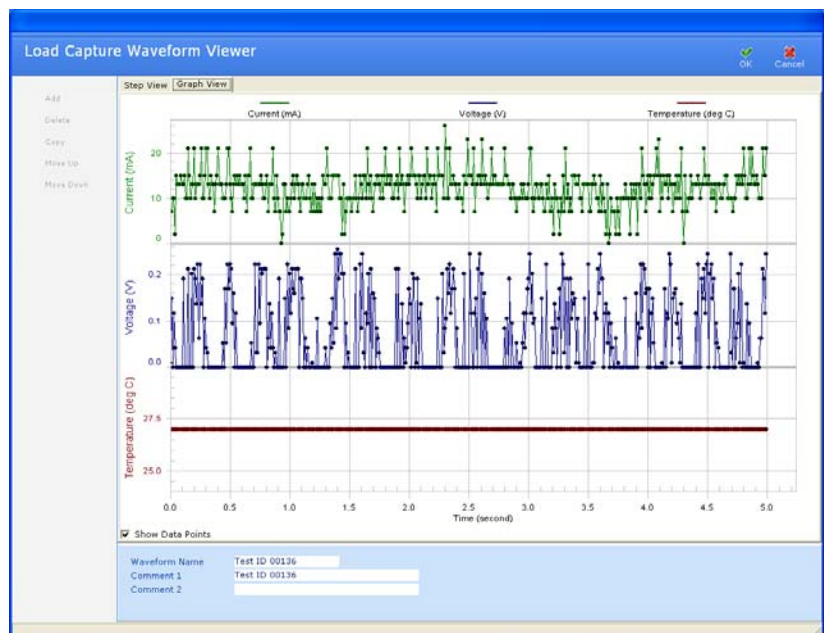 Load Capture Waveform Viewer
OK Cancel
Add
Delete
Copy
Move Up
Move Down
Step View Graph View
Current (mA) Voltage (V) Temperature (deg C)
Current (mA)
20
10
0
Voltage (V)
0.2
0.1
0.0
Temperature (deg C)
27.5
25.0
0.0 0.5 1.0 1.5 2.0 2.5 3.0 3.5 4.0 4.5 5.0
Time (second)
Show Data Points
Waveform Name Test ID 00136
Comment 1 Test ID 00136
Comment 2